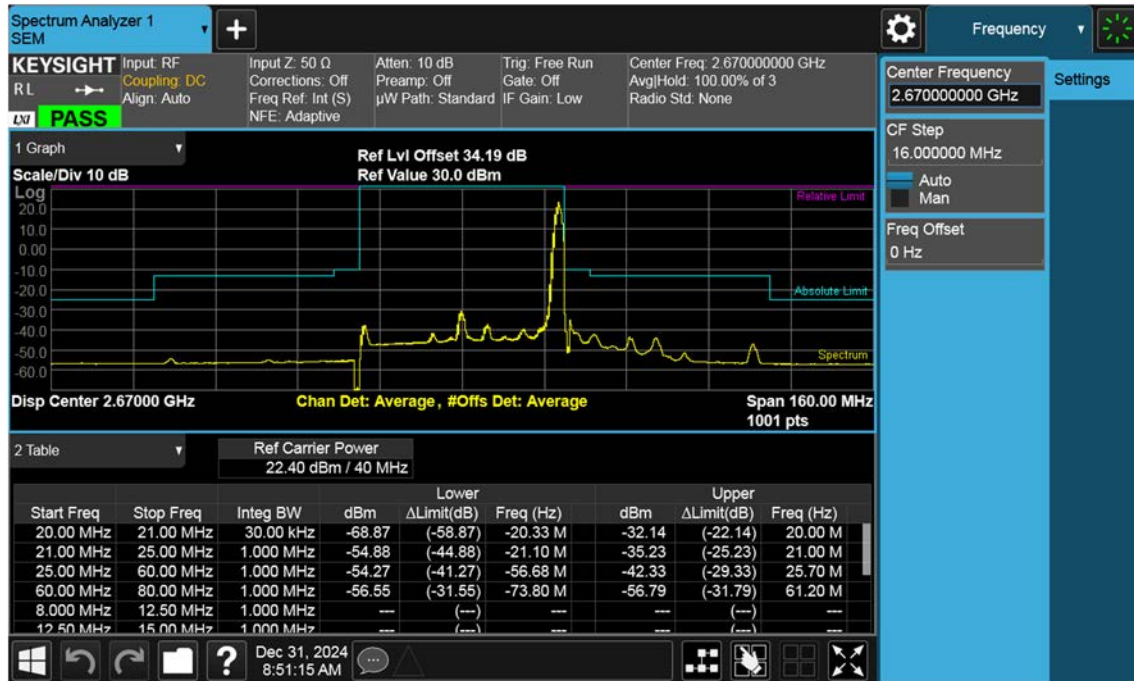 Spectrum Analyzer 1
SEM
+
Frequency
KEYSIGHT
R L
LXI
PASS
Input: RF
Coupling: DC
Align: Auto
Input Z: 50 Ω
Corrections: Off
Freq Ref: Int (S)
NFE: Adaptive
Atten: 10 dB
Preamp: Off
µW Path: Standard
Trig: Free Run
Gate: Off
IF Gain: Low
Center Freq: 2.670000000 GHz
Avg|Hold: 100.00% of 3
Radio Std: None
Center Frequency
2.670000000 GHz
Settings
CF Step
16.000000 MHz
Auto
Man
Freq Offset
0 Hz
1 Graph
Scale/Div 10 dB
Ref Lvl Offset 34.19 dB
Ref Value 30.0 dBm
Log
20.0
10.0
0.00
-10.0
-20.0
-30.0
-40.0
-50.0
-60.0
Relative Limit
Absolute Limit
Spectrum
Disp Center 2.67000 GHz
Chan Det: Average, #Offs Det: Average
Span 160.00 MHz
1001 pts
2 Table
Ref Carrier Power
22.40 dBm / 40 MHz
Lower Upper
Start Freq Stop Freq Integ BW dBm ΔLimit(dB) Freq (Hz) dBm ΔLimit(dB) Freq (Hz)
20.00 MHz 21.00 MHz 30.00 kHz -68.87 (-58.87) -20.33 M -32.14 (-22.14) 20.00 M
21.00 MHz 25.00 MHz 1.000 MHz -54.88 (-44.88) -21.10 M -35.23 (-25.23) 21.00 M
25.00 MHz 60.00 MHz 1.000 MHz -54.27 (-41.27) -56.68 M -42.33 (-29.33) 25.70 M
60.00 MHz 80.00 MHz 1.000 MHz -56.55 (-31.55) -73.80 M -56.79 (-31.79) 61.20 M
8.000 MHz 12.50 MHz 1.000 MHz --- (---) --- --- (---) ---
12.50 MHz 15.00 MHz 1.000 MHz --- (---) --- --- (---) ---
?
Dec 31, 2024
8:51:15 AM